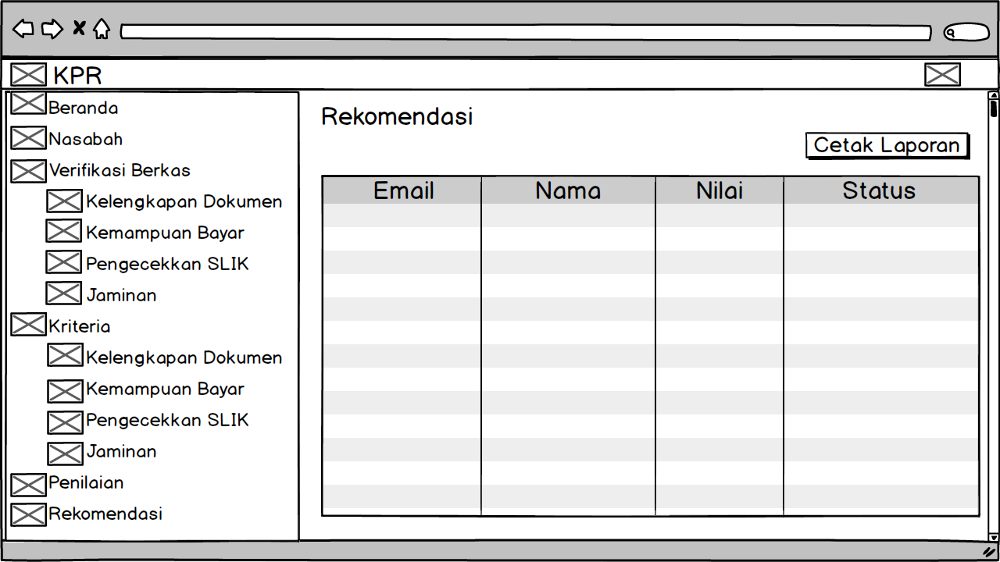 KPR
Beranda
Nasabah
Verifikasi Berkas
Kelengkapan Dokumen
Kemampuan Bayar
Pengecekkan SLIK
Jaminan
Kriteria
Kelengkapan Dokumen
Kemampuan Bayar
Pengecekkan SLIK
Jaminan
Penilaian
Rekomendasi
Rekomendasi
Cetak Laporan
Email Nama Nilai Status